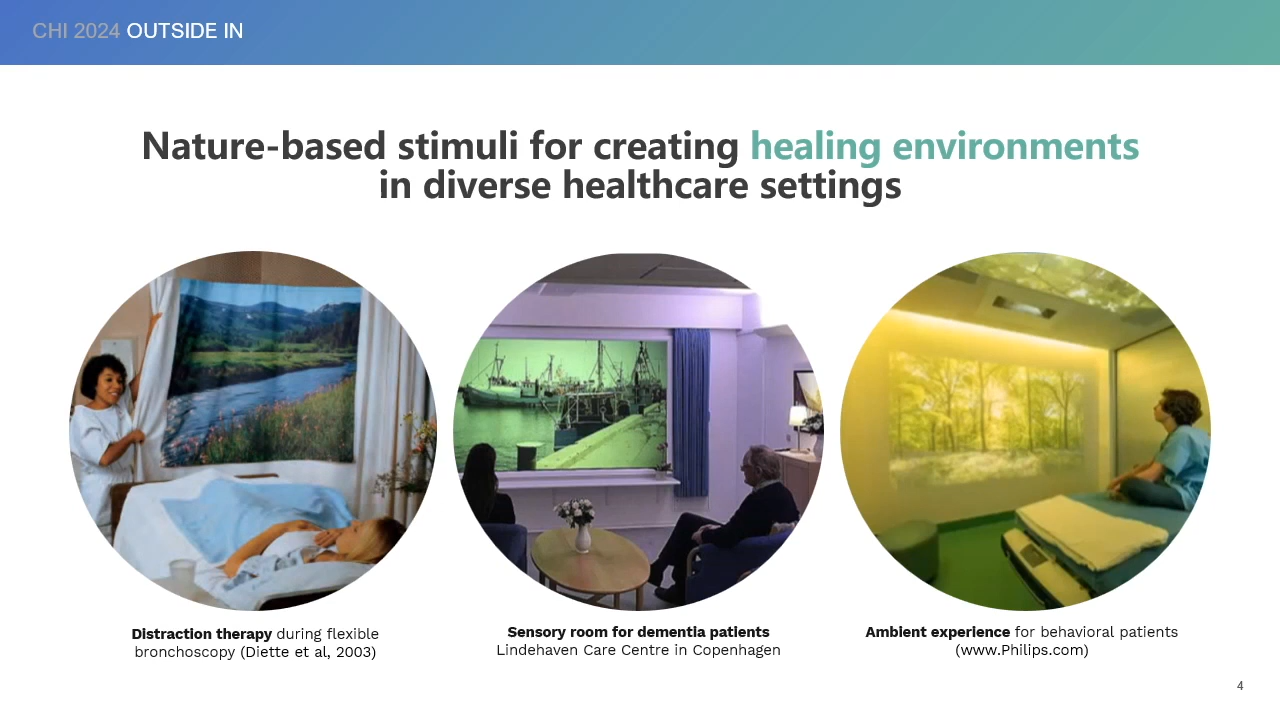 CHI 2024 OUTSIDE IN
Nature-based stimuli for creating healing environments
in diverse healthcare settings
Distraction therapy during flexible
bronchoscopy (Diette et al, 2003)
Sensory room for dementia patients
Lindehaven Care Centre in Copenhagen
Ambient experience for behavioral patients
(www.Philips.com)
4